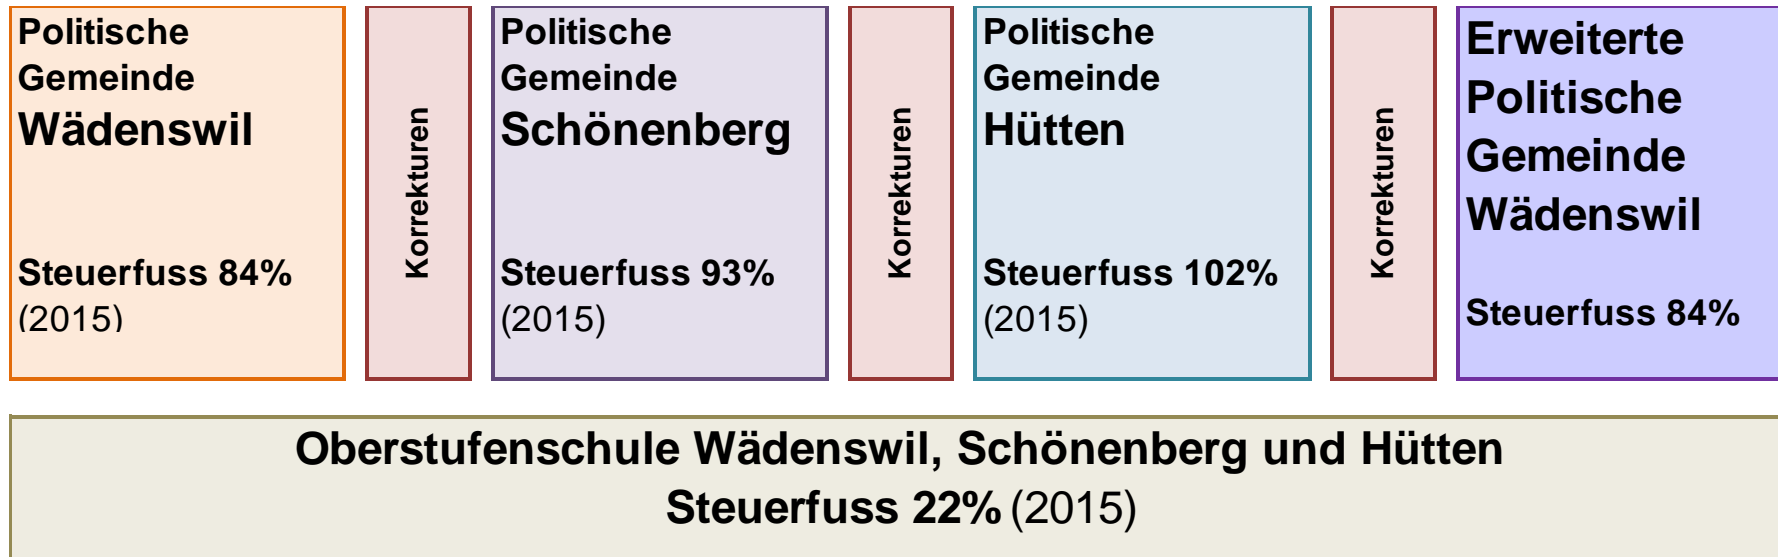 Politische
Gemeinde
Wädenswil
Steuerfuss 84%
(2015)
Korrekturen
Politische
Gemeinde
Schönenberg
Steuerfuss 93%
(2015)
Korrekturen
Politische
Gemeinde
Hütten
Steuerfuss 102%
(2015)
Korrekturen
Erweiterte
Politische
Gemeinde
Wädenswil
Steuerfuss 84%
Oberstufenschule Wädenswil, Schönenberg und Hütten
Steuerfuss 22% (2015)